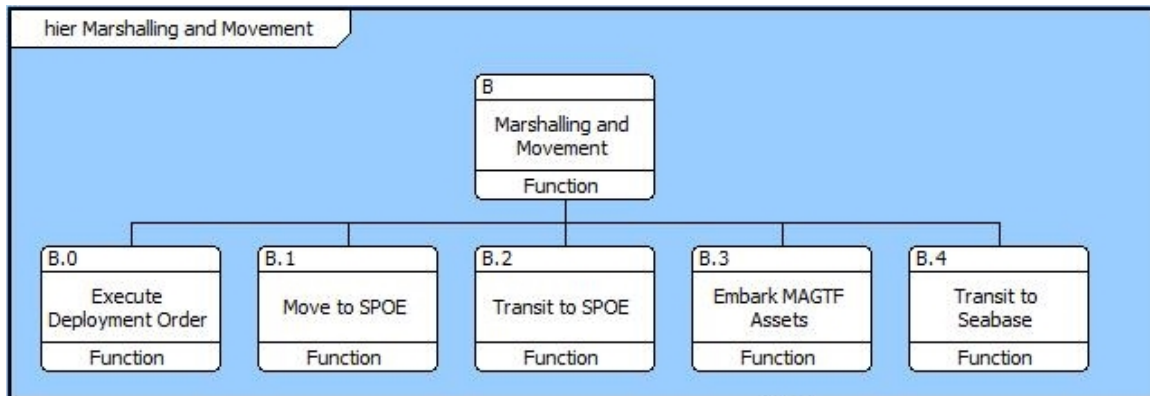 hier Marshalling and Movement
B
Marshalling and
Movement
Function
B.0
Execute
Deployment Order
Function
B.1
Move to SPOE
Function
B.2
Transit to SPOE
Function
B.3
Embark MAGTF
Assets
Function
B.4
Transit to
Seabase
Function